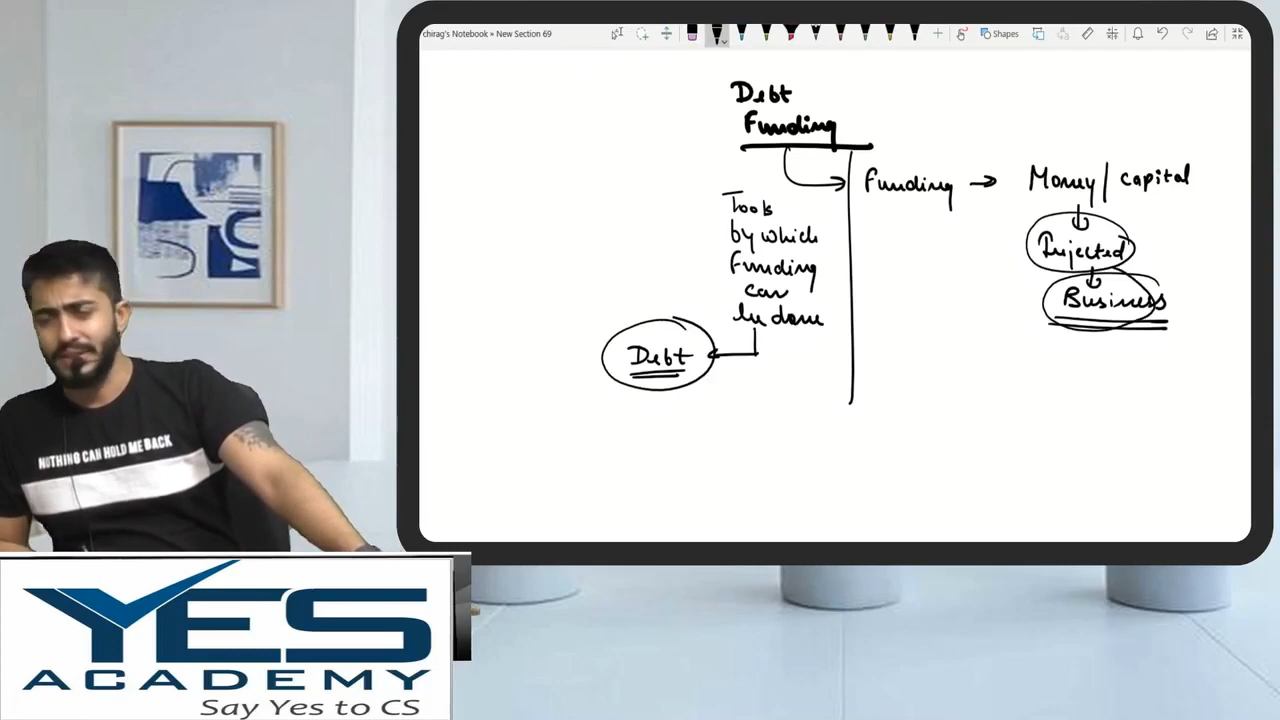 chirag's Notebook » New Section 69
Shapes
Debt
Funding
Funding → Money/capital
Injected
Business
Tools
by which
Funding
can
be done
Debt
NOTHING CAN HOLD ME BACK
YES
ACADEMY
Say Yes to CS